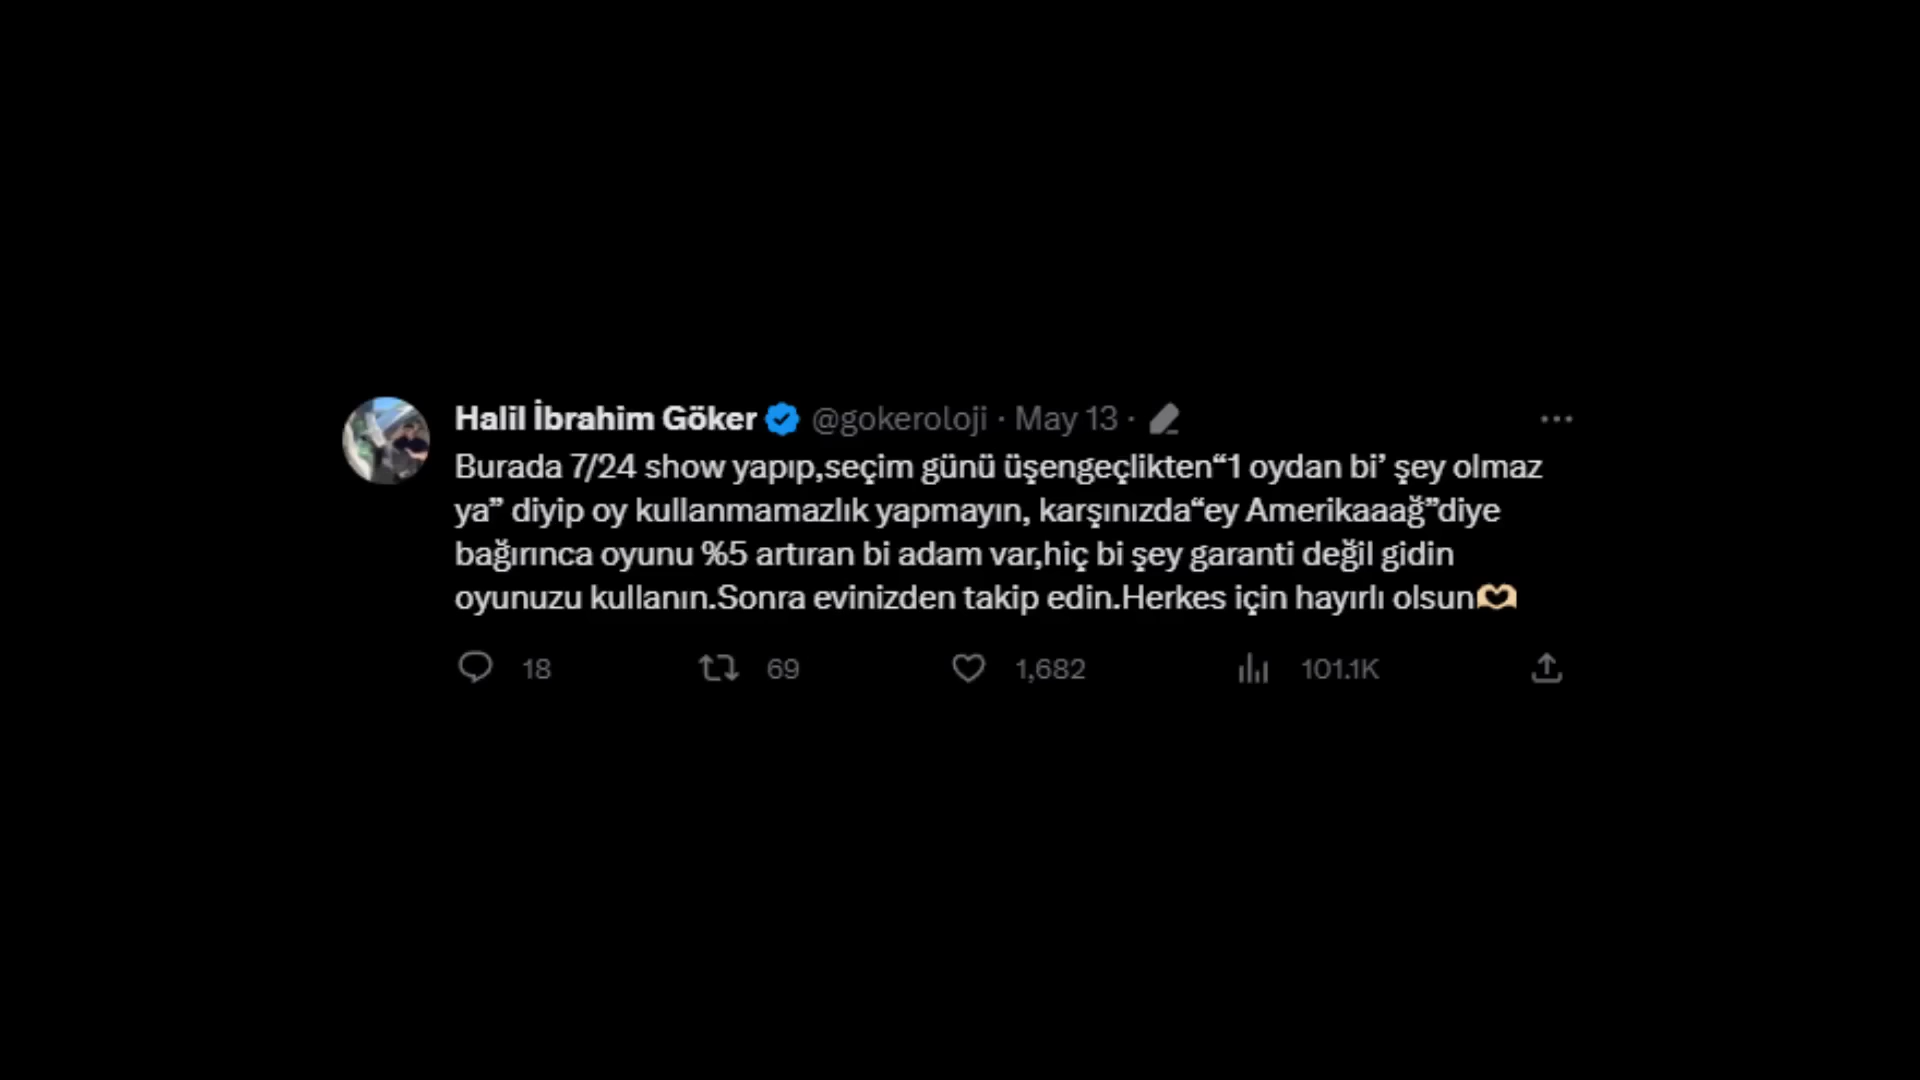 Halil İbrahim Göker @gokeroloji · May 13 ·
Burada 7/24 show yapıp,seçim günü üşengeçlikten“1 oydan bi’ şey olmaz
ya” diyip oy kullanmamazlık yapmayın, karşınızda“ey Amerikaaağ”diye
bağırınca oyunu %5 artıran bi adam var,hiç bi şey garanti değil gidin
oyunuzu kullanın.Sonra evinizden takip edin.Herkes için hayırlı olsun🫶🏼
18 69 1,682 101.1K